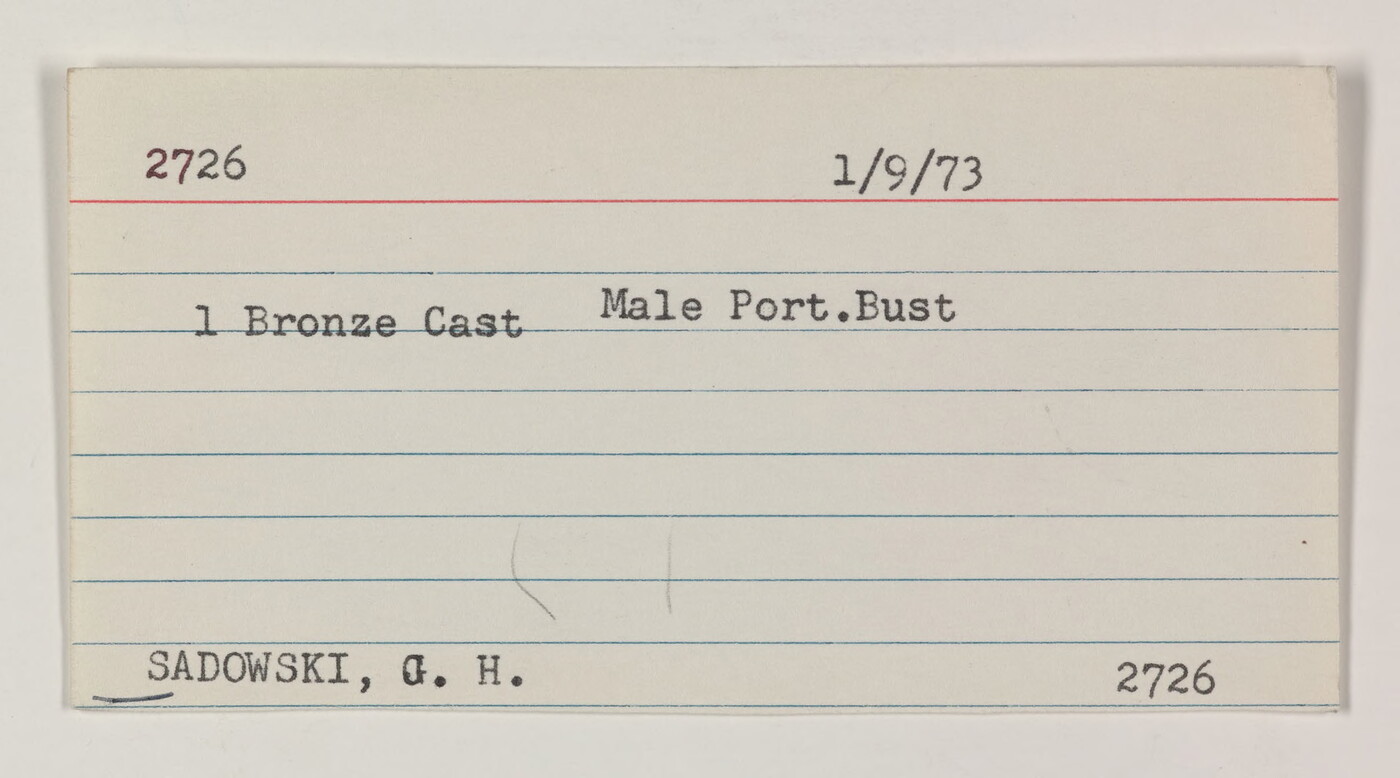 2726 1/9/73
1 Bronze Cast Male Port.Bust
SADOWSKI, G. H. 2726